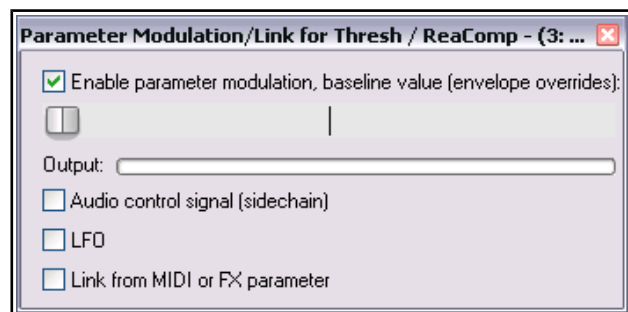 Parameter Modulation/Link for Thresh / ReaComp - (3: ...
Enable parameter modulation, baseline value (envelope overrides):
Output:
Audio control signal (sidechain)
LFO
Link from MIDI or FX parameter